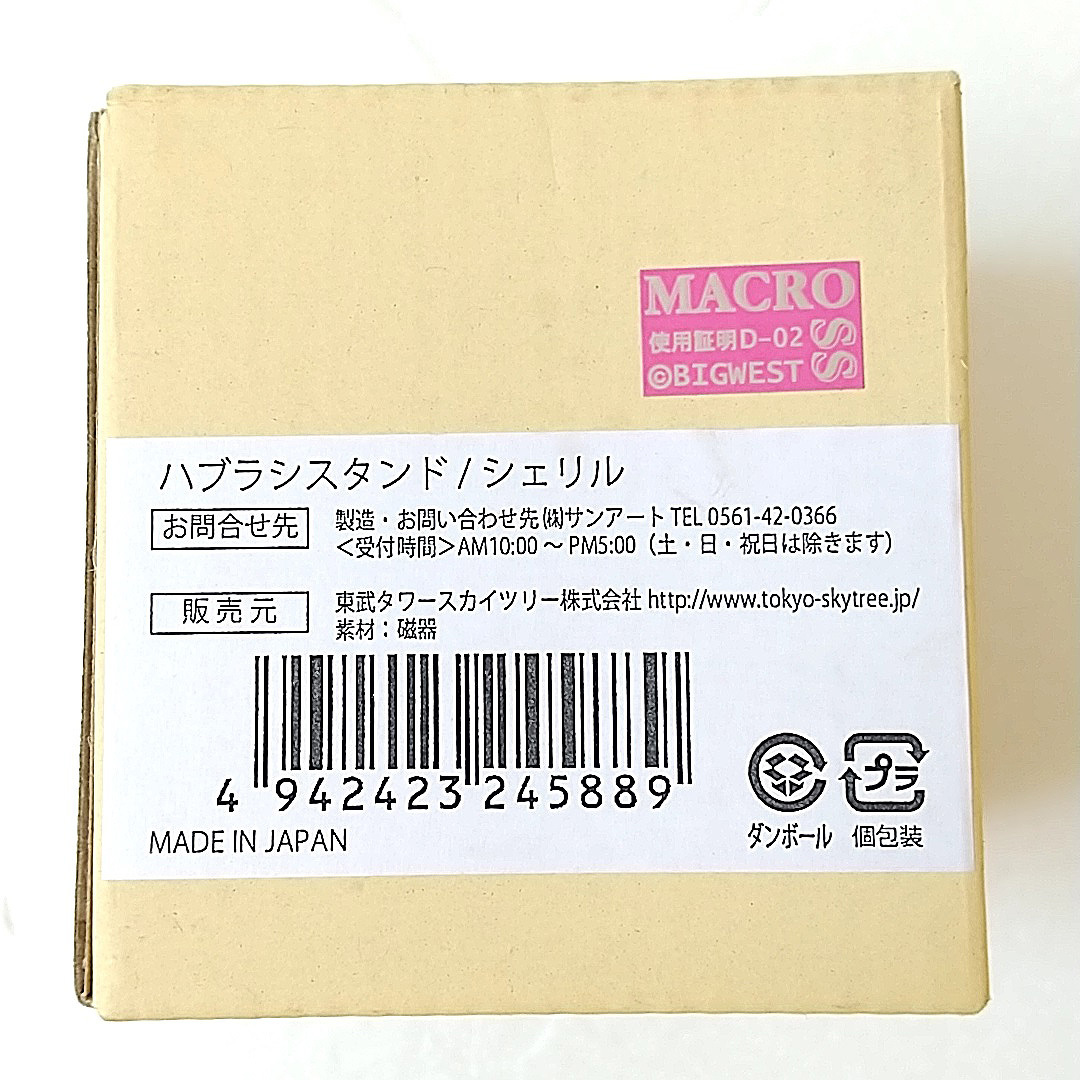 MACROSS
使用証明D-02
©BIGWEST
ハブラシスタンド/シェリル
お問合せ先
製造・お問い合わせ先㈱サンアート TEL 0561-42-0366
＜受付時間＞AM10:00 ～ PM5:00（土・日・祝日は除きます）
販売元
東武タワースカイツリー株式会社 http://www.tokyo-skytree.jp/
素材：磁器
4 942423 245889
MADE IN JAPAN
プラ
ダンボール 個包装